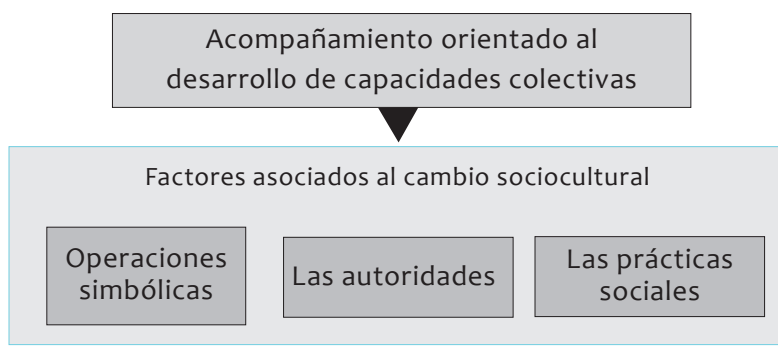 Acompañamiento orientado al
desarrollo de capacidades colectivas
Factores asociados al cambio sociocultural
Operaciones
simbólicas
Las autoridades
Las prácticas
sociales